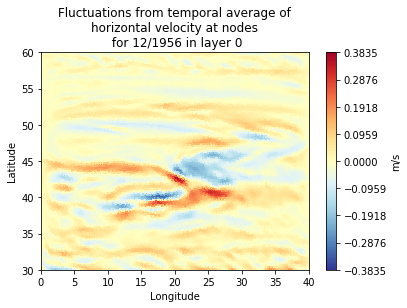 Fluctuations from temporal average of
horizontal velocity at nodes
for 12/1956 in layer 0
60
55
50
45
40
35
30
Latitude
0 5 10 15 20 25 30 35 40
Longitude
0.3835
0.2876
0.1918
0.0959
0.0000
−0.0959
−0.1918
−0.2876
−0.3835
m/s